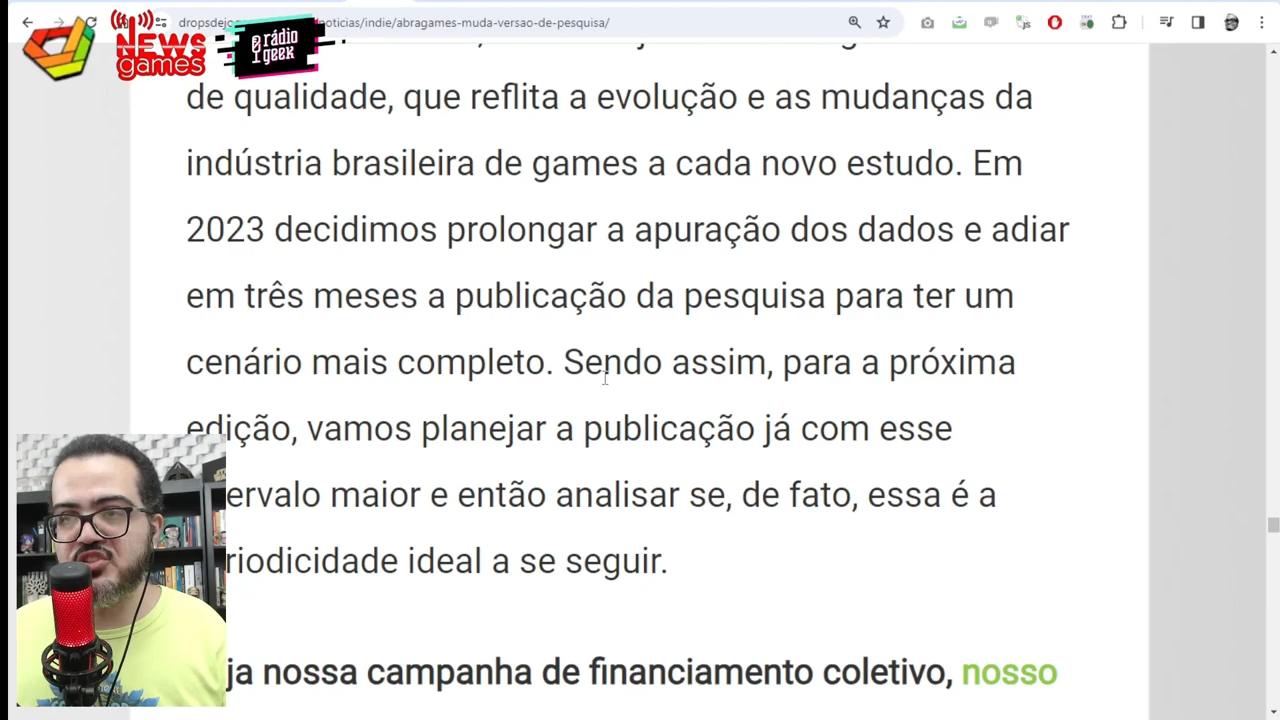 dropsdejo
noticias/indie/abragames-muda-versao-de-pesquisa/
NEWS
games
rádio
geek
de qualidade, que reflita a evolução e as mudanças da
indústria brasileira de games a cada novo estudo. Em
2023 decidimos prolongar a apuração dos dados e adiar
em três meses a publicação da pesquisa para ter um
cenário mais completo. Sendo assim, para a próxima
edição, vamos planejar a publicação já com esse
ervalo maior e então analisar se, de fato, essa é a
riodicidade ideal a se seguir.
ja nossa campanha de financiamento coletivo, nosso